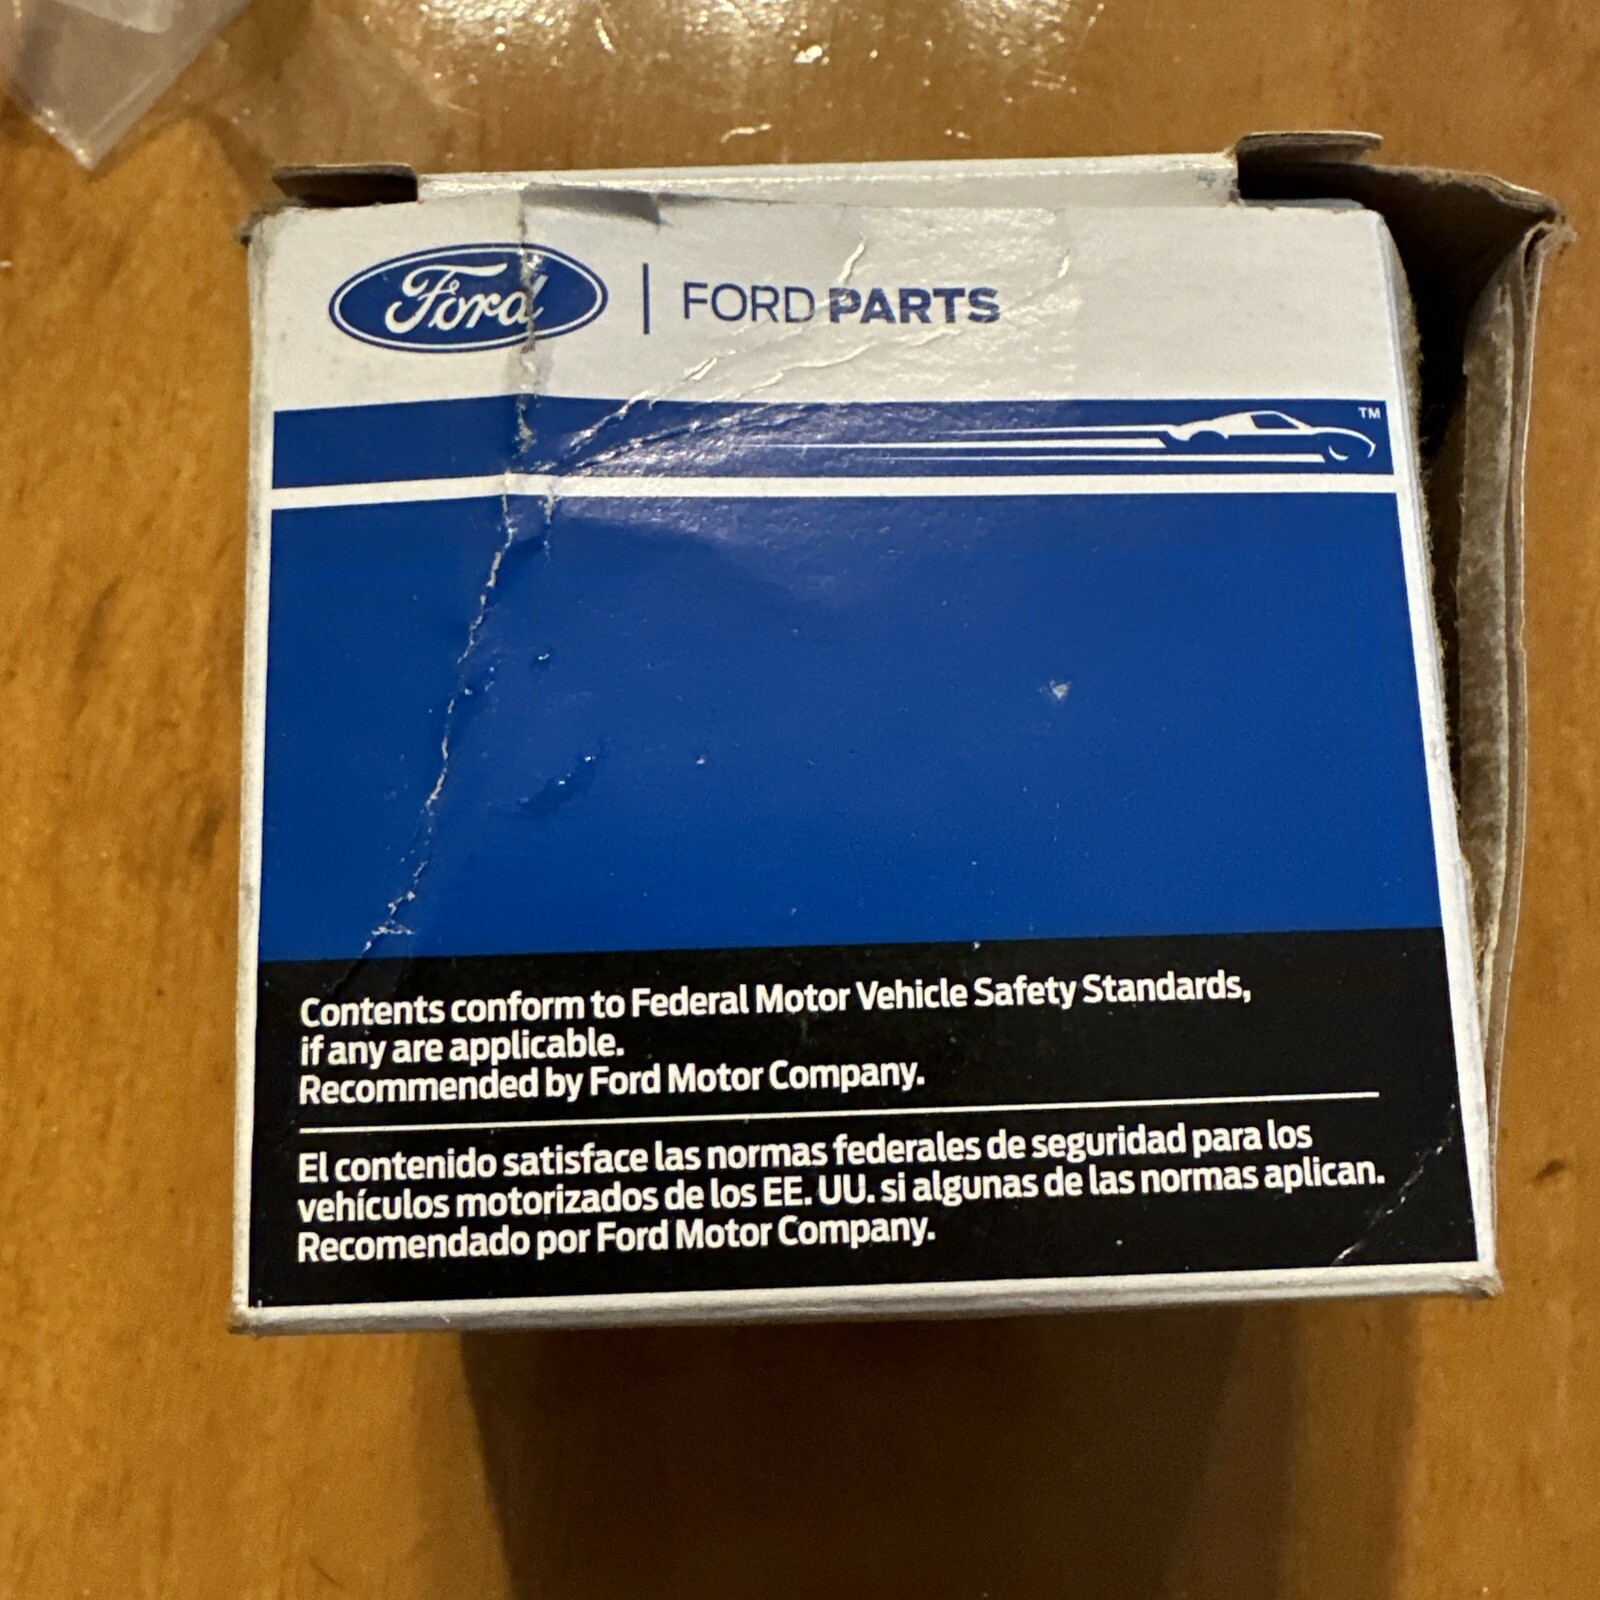 Ford | FORD PARTS
TM
Contents conform to Federal Motor Vehicle Safety Standards,
if any are applicable.
Recommended by Ford Motor Company.
El contenido satisface las normas federales de seguridad para los
vehículos motorizados de los EE. UU. si algunas de las normas aplican.
Recomendado por Ford Motor Company.